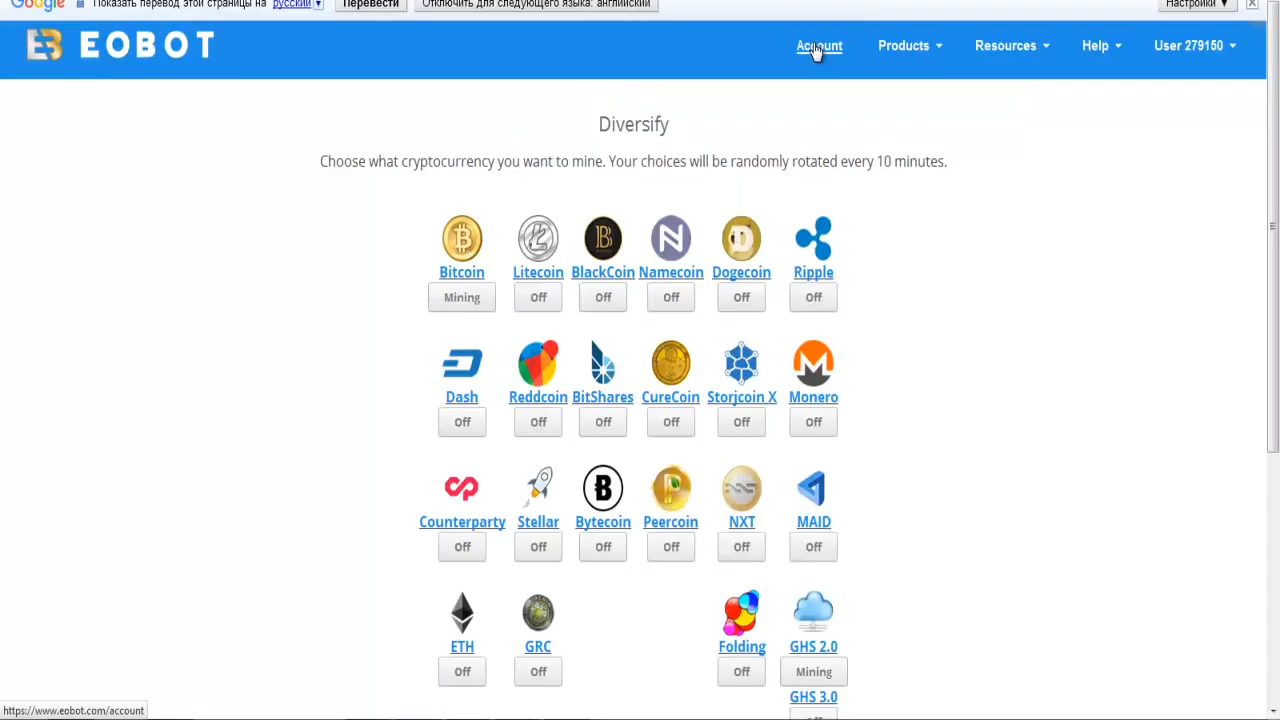 Google Показать перевод этой страницы на русский Перевести Отключить для следующего языка: английский Настройки
EOBOT Account Products Resources Help User 279150
Diversify
Choose what cryptocurrency you want to mine. Your choices will be randomly rotated every 10 minutes.
Bitcoin Litecoin BlackCoin Namecoin Dogecoin Ripple
Mining Off Off Off Off Off
Dash Reddcoin BitShares CureCoin Storjcoin X Monero
Off Off Off Off Off Off
Counterparty Stellar Bytecoin Peercoin NXT MAID
Off Off Off Off Off Off
ETH GRC Folding GHS 2.0
Off Off Off Mining
GHS 3.0
https://www.eobot.com/account